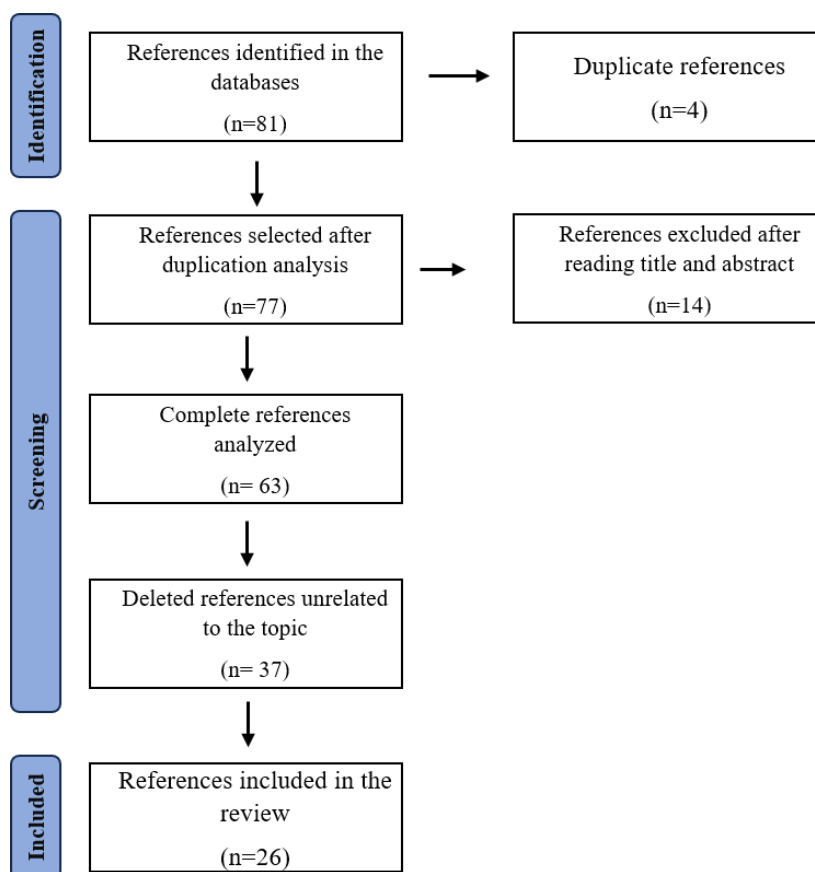 Identification
References identified in the
databases
(n=81)
Duplicate references
(n=4)
Screening
References selected after
duplication analysis
(n=77)
References excluded after
reading title and abstract
(n=14)
Complete references
analyzed
(n= 63)
Deleted references unrelated
to the topic
(n= 37)
Included
References included in the
review
(n=26)